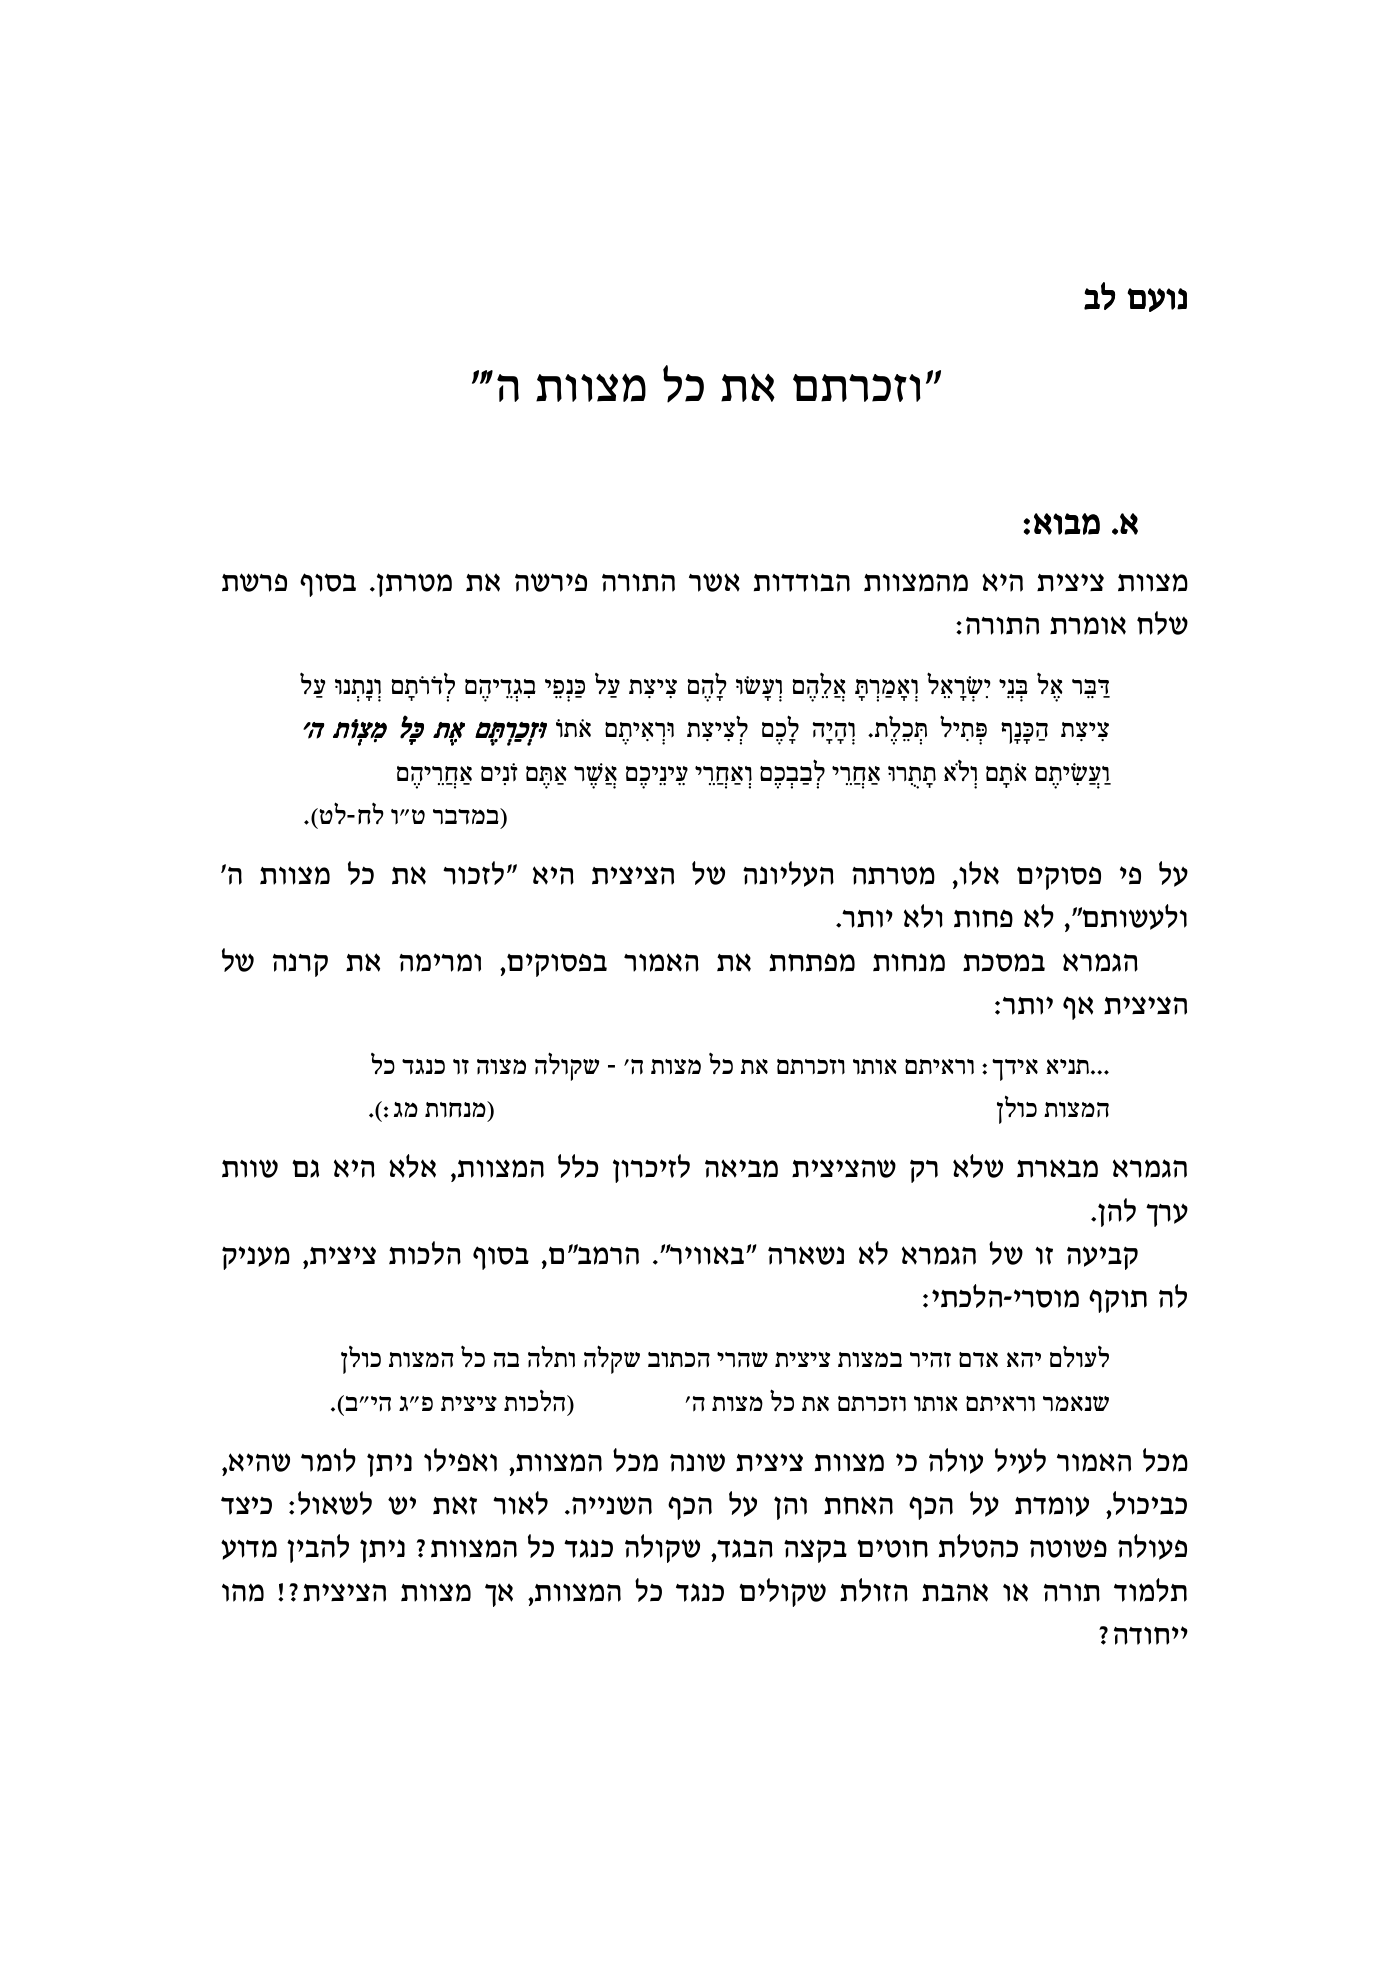 נועם לב
"וזכרתם את כל מצוות ה'"
א. מבוא:
מצוות ציצית היא מהמצוות הבודדות אשר התורה פירשה את מטרתן. בסוף פרשת
שלח אומרת התורה:
דַּבֵּר אֶל בְּנֵי יִשְׂרָאֵל וְאָמַרְתָּ אֲלֵהֶם וְעָשׂוּ לָהֶם צִיצִת עַל כַּנְפֵי בִגְדֵיהֶם לְדֹרֹתָם וְנָתְנוּ עַל
צִיצִת הַכָּנָף פְּתִיל תְּכֵלֶת. וְהָיָה לָכֶם לְצִיצִת וּרְאִיתֶם אֹתוֹ וּזְכַרְתֶּם אֶת כָּל מִצְוֹת ה'
וַעֲשִׂיתֶם אֹתָם וְלֹא תָתֻרוּ אַחֲרֵי לְבַבְכֶם וְאַחֲרֵי עֵינֵיכֶם אֲשֶׁר אַתֶּם זֹנִים אַחֲרֵיהֶם
(במדבר ט"ו לח-לט).
על פי פסוקים אלו, מטרתה העליונה של הציצית היא "לזכור את כל מצוות ה'
ולעשותם", לא פחות ולא יותר.
הגמרא במסכת מנחות מפתחת את האמור בפסוקים, ומרימה את קרנה של
הציצית אף יותר:
...תניא אידך: וראיתם אותו וזכרתם את כל מצות ה' - שקולה מצוה זו כנגד כל
המצות כולן (מנחות מג:).
הגמרא מבארת שלא רק שהציצית מביאה לזיכרון כלל המצוות, אלא היא גם שוות
ערך להן.
קביעה זו של הגמרא לא נשארה "באוויר". הרמב"ם, בסוף הלכות ציצית, מעניק
לה תוקף מוסרי-הלכתי:
לעולם יהא אדם זהיר במצות ציצית שהרי הכתוב שקלה ותלה בה כל המצות כולן
שנאמר וראיתם אותו וזכרתם את כל מצות ה' (הלכות ציצית פ"ג הי"ב).
מכל האמור לעיל עולה כי מצוות ציצית שונה מכל המצוות, ואפילו ניתן לומר שהיא,
כביכול, עומדת על הכף האחת והן על הכף השנייה. לאור זאת יש לשאול: כיצד
פעולה פשוטה כהטלת חוטים בקצה הבגד, שקולה כנגד כל המצוות? ניתן להבין מדוע
תלמוד תורה או אהבת הזולת שקולים כנגד כל המצוות, אך מצוות הציצית?! מהו
ייחודה?